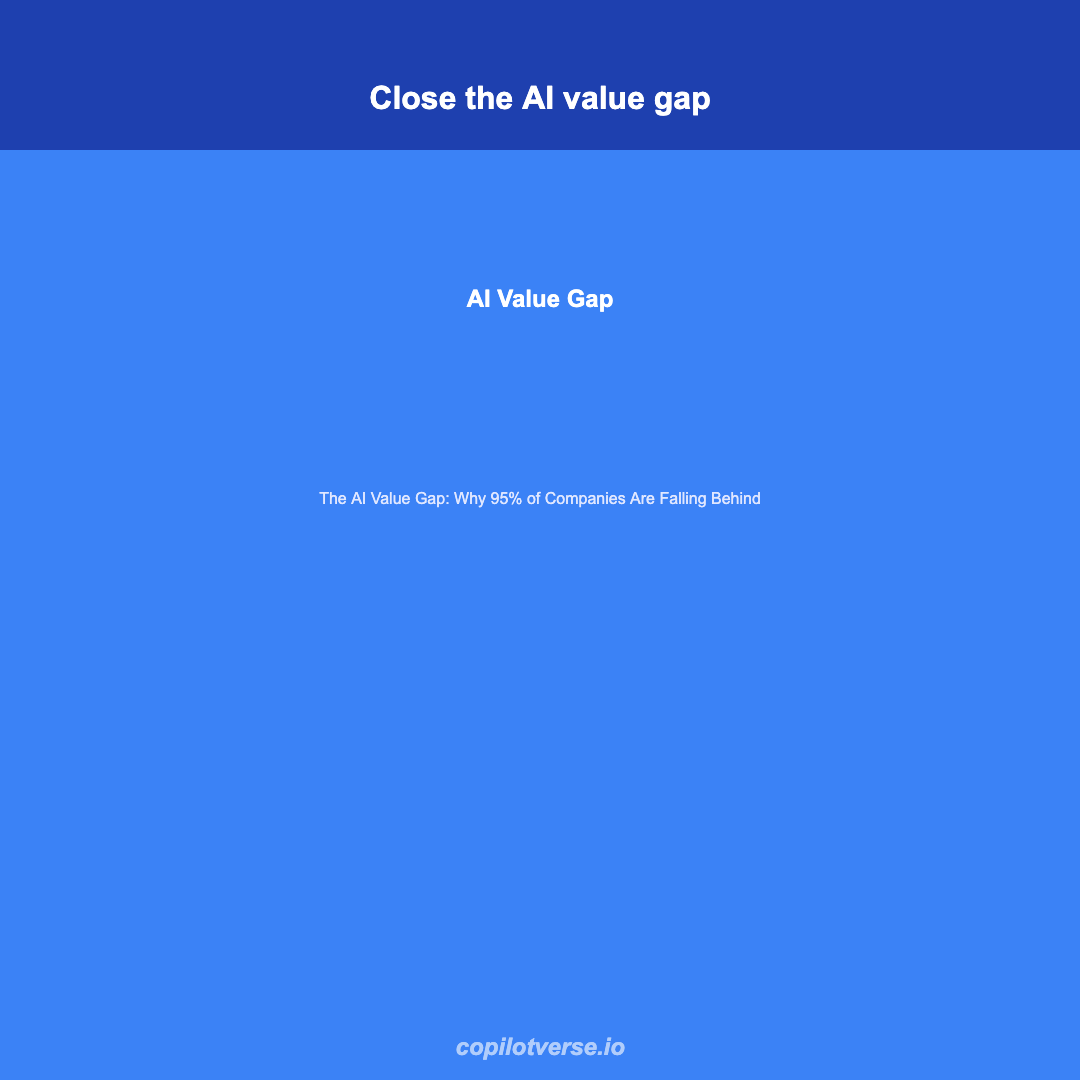 Close the AI value gap
AI Value Gap
The AI Value Gap: Why 95% of Companies Are Falling Behind
copilotverse.io